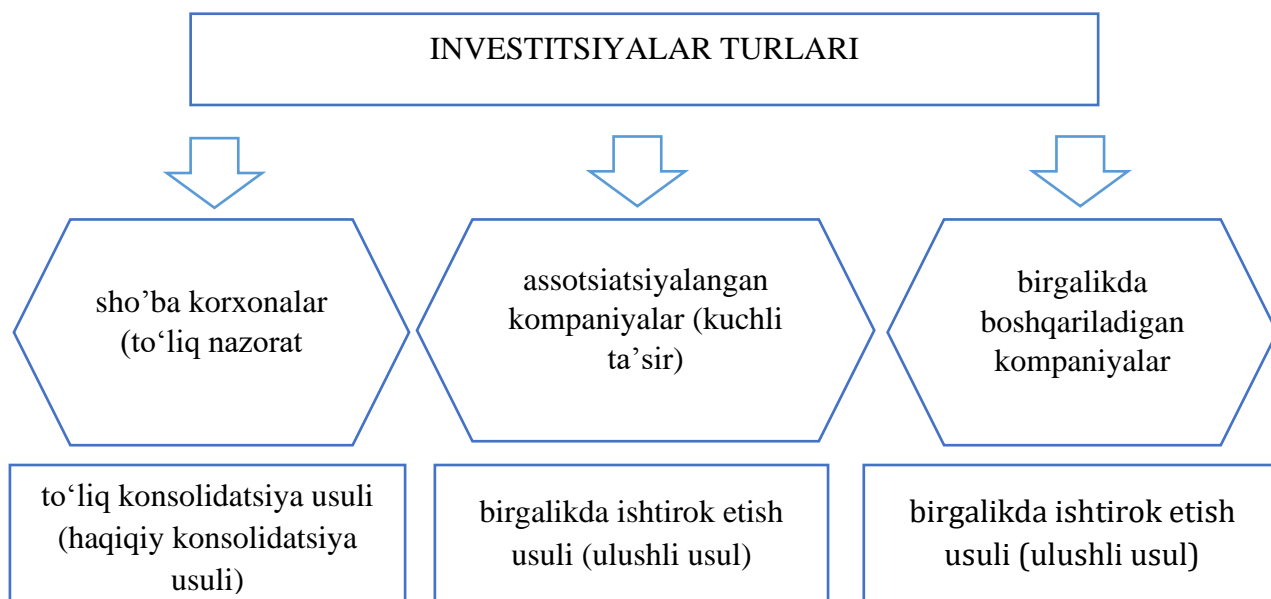 INVESTITSIYALAR TURLARI
sho’ba korxonalar
(to‘liq nazorat
assotsiatsiyalangan
kompaniyalar (kuchli
ta’sir)
birgalikda
boshqariladigan
kompaniyalar
to‘liq konsolidatsiya usuli
(haqiqiy konsolidatsiya
usuli)
birgalikda ishtirok etish
usuli (ulushli usul)
birgalikda ishtirok etish
usuli (ulushli usul)